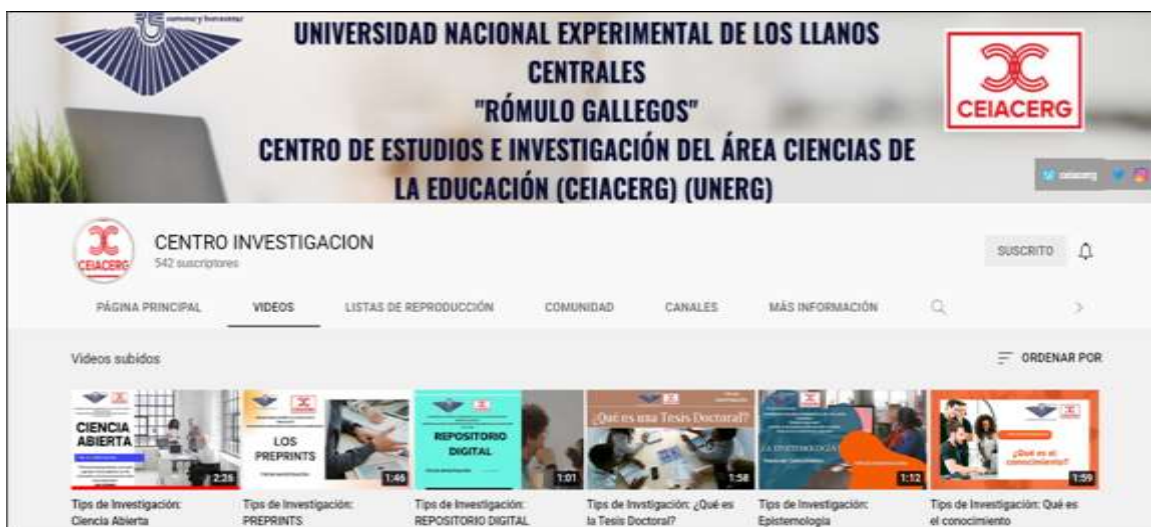 UNIVERSIDAD NACIONAL EXPERIMENTAL DE LOS LLANOS
CENTRALES
"RÓMULO GALLEGOS"
CENTRO DE ESTUDIOS E INVESTIGACIÓN DEL ÁREA CIENCIAS DE
LA EDUCACIÓN (CEIACERG) (UNERG)
CEIACERG
ceiacerg
CEIACERG
CENTRO INVESTIGACION
542 suscriptores
SUSCRITO
PÁGINA PRINCIPAL VIDEOS LISTAS DE REPRODUCCIÓN COMUNIDAD CANALES MÁS INFORMACIÓN
Videos subidos
ORDENAR POR
CIENCIA
ABIERTA
2:26
LOS
PREPRINTS
1:46
REPOSITORIO
DIGITAL
1:01
¿Qué es una Tesis Doctoral?
1:58
LA EPISTEMOLOGÍA
1:12
¿Qué es el
conocimiento?
1:59
Tips de Investigación:
Ciencia Abierta
Tips de Investigación:
PREPRINTS
Tips de Investigación:
REPOSITORIO DIGITAL
Tips de Invstigación: ¿Qué es
la Tesis Doctoral?
Tips de Investigación:
Epistemologia
Tips de Investigación: Qué es
el conocimiento